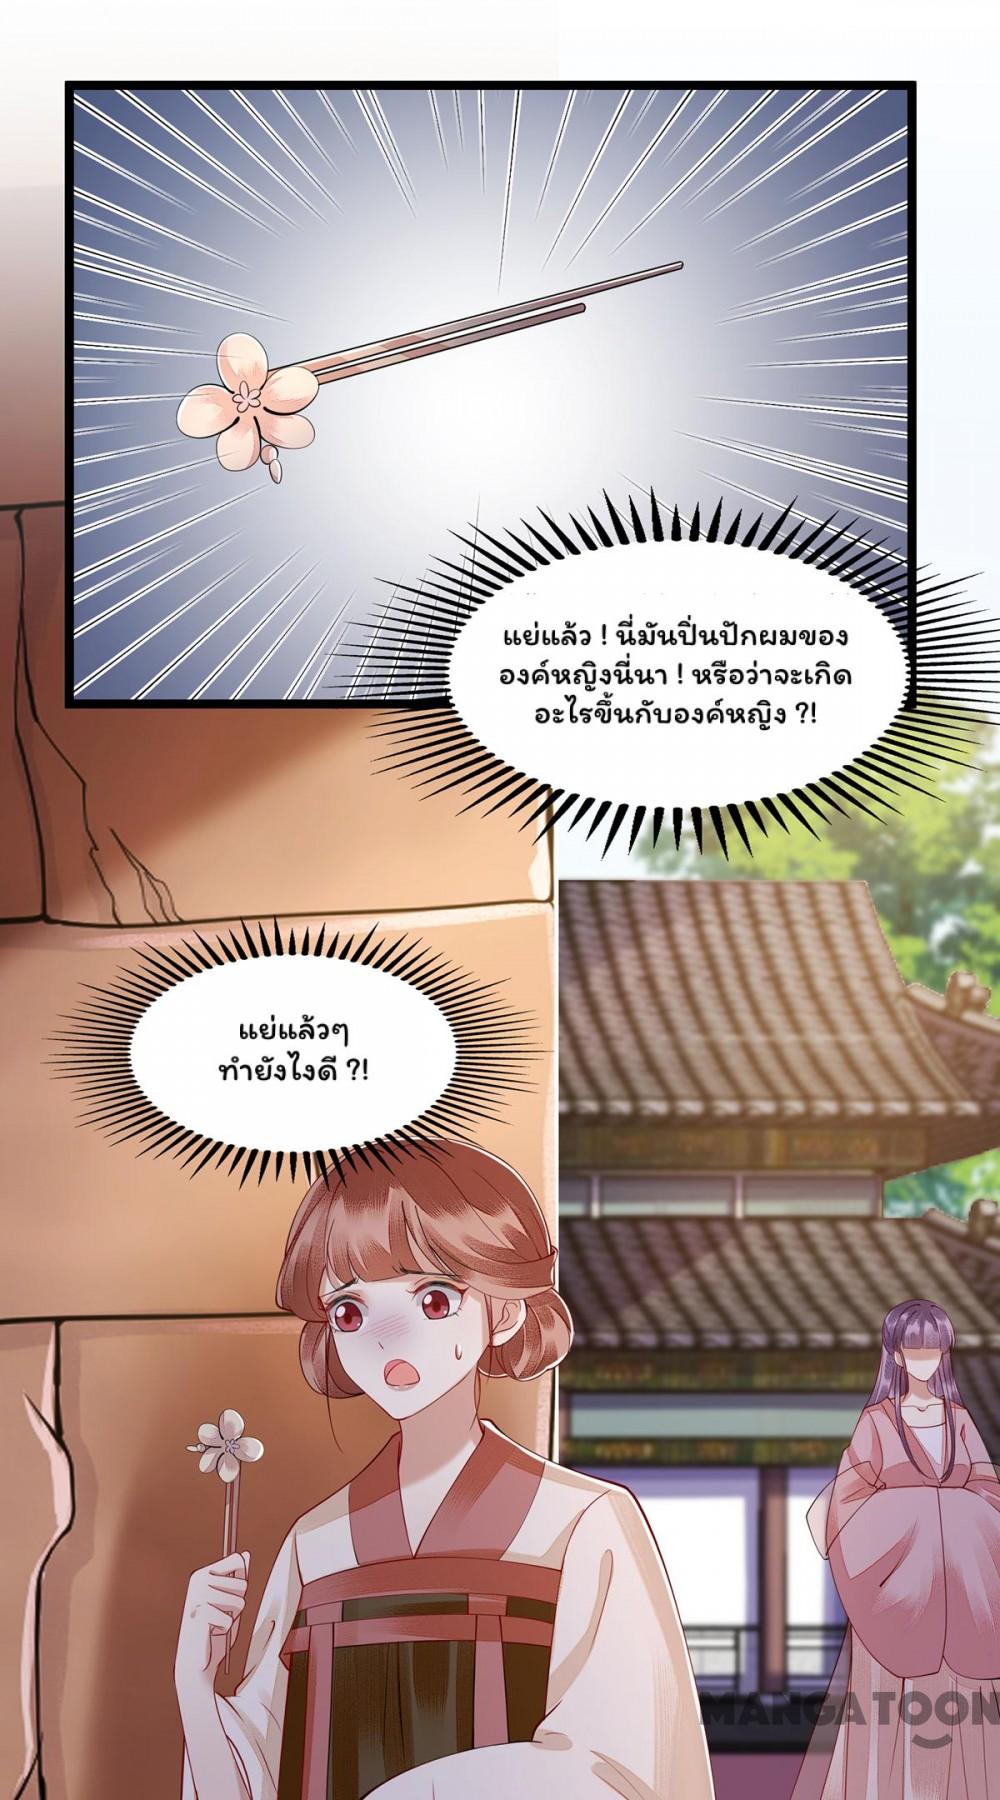 แย่แล้ว ! นี่มันปิ่นปักผมของ
องค์หญิงนี่นา ! หรือว่าจะเกิด
อะไรขึ้นกับองค์หญิง ?!
แย่แล้วๆ
ทำยังไงดี ?!
MANGATOON